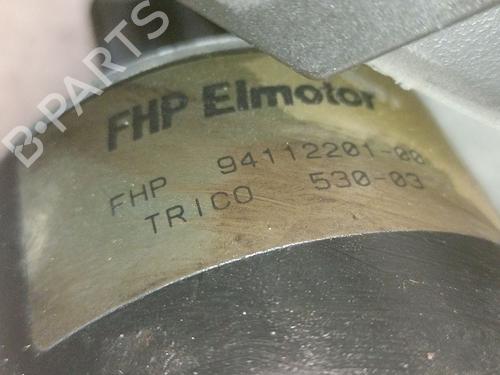 B-PARTS
FHP Elmotor
FHP 94112201-00
TRICO 530-03